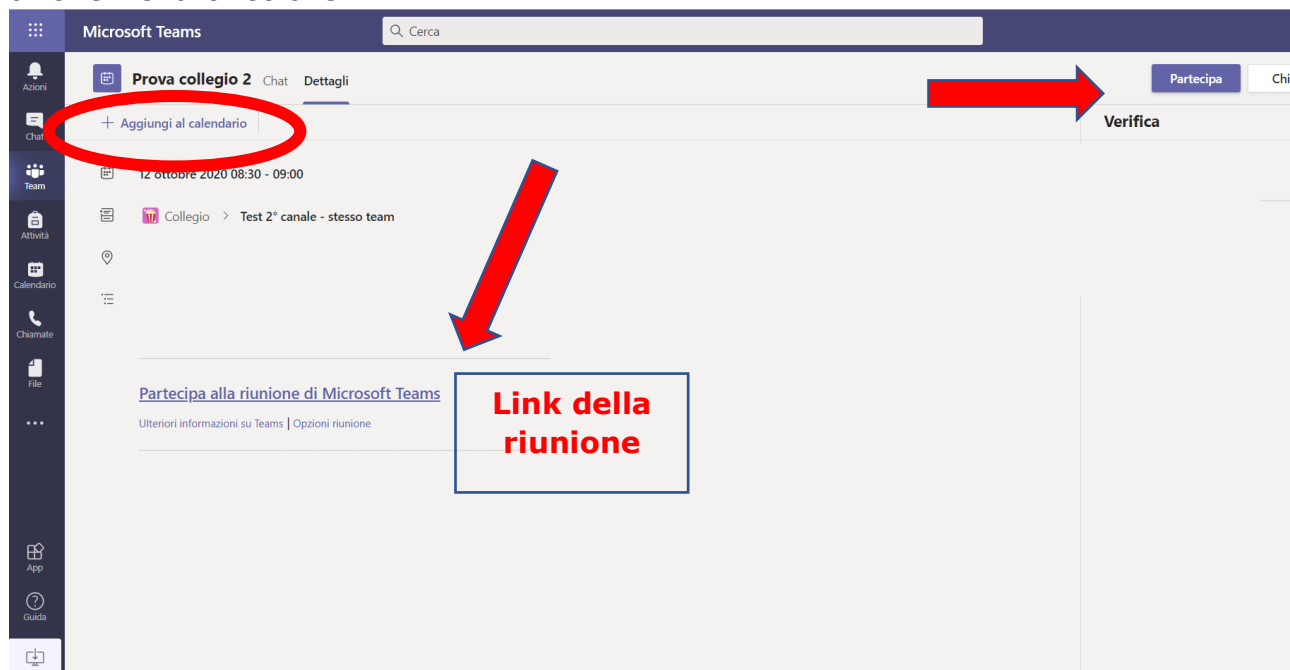 Microsoft Teams
Cerca
Azioni
Chat
Team
Attività
Calendario
Chiamate
File
App
Guida
Prova collegio 2 Chat Dettagli
Partecipa Chi
+ Aggiungi al calendario
Verifica
12 ottobre 2020 08:30 - 09:00
Collegio > Test 2° canale - stesso team
Partecipa alla riunione di Microsoft Teams
Ulteriori informazioni su Teams | Opzioni riunione
Link della
riunione